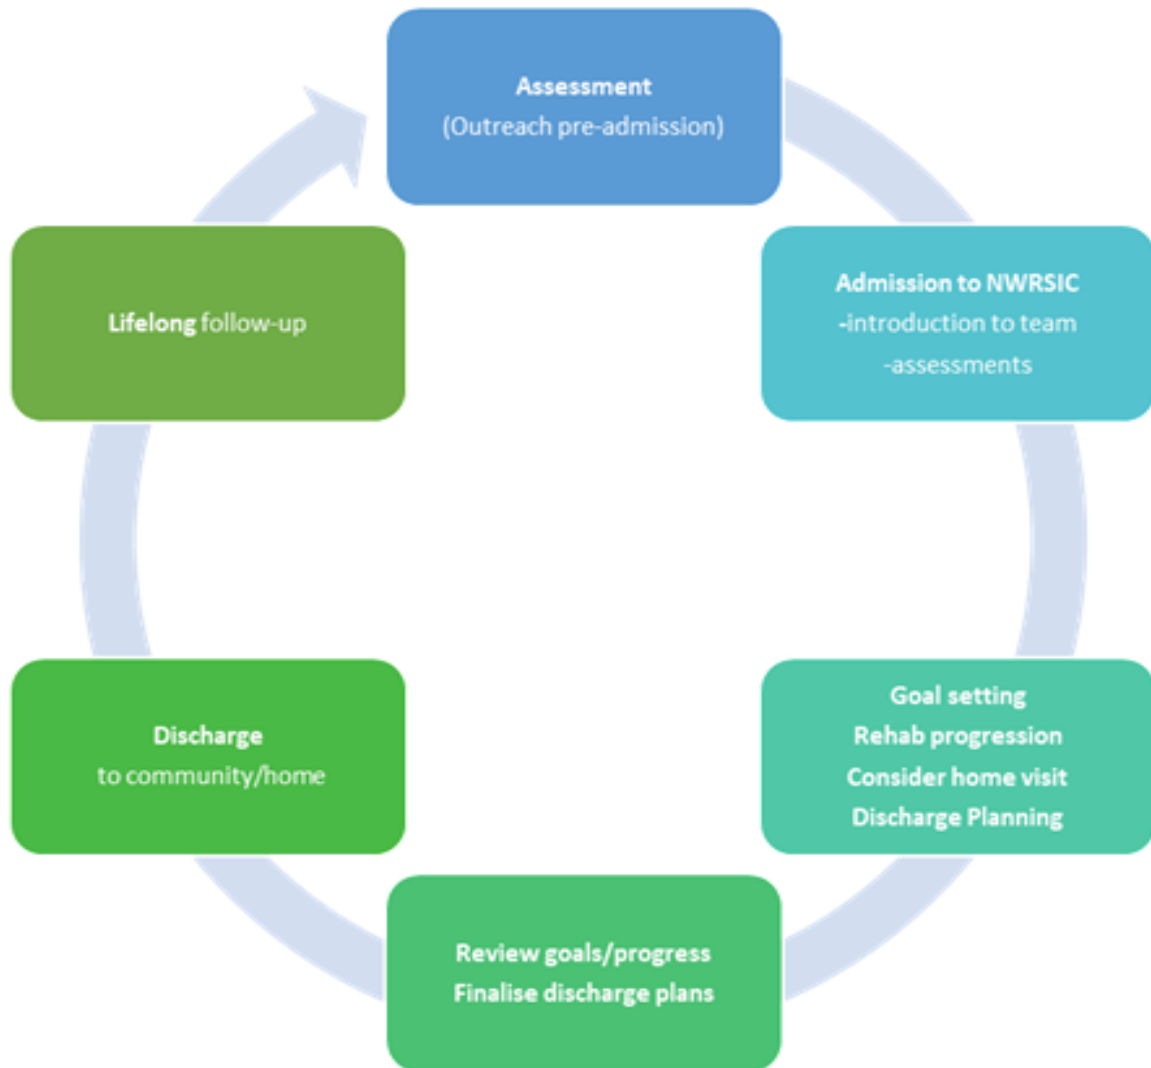 Assessment
(Outreach pre-admission)
Admission to NWRSIC
-introduction to team
-assessments
Goal setting
Rehab progression
Consider home visit
Discharge Planning
Review goals/progress
Finalise discharge plans
Discharge
to community/home
Lifelong follow-up